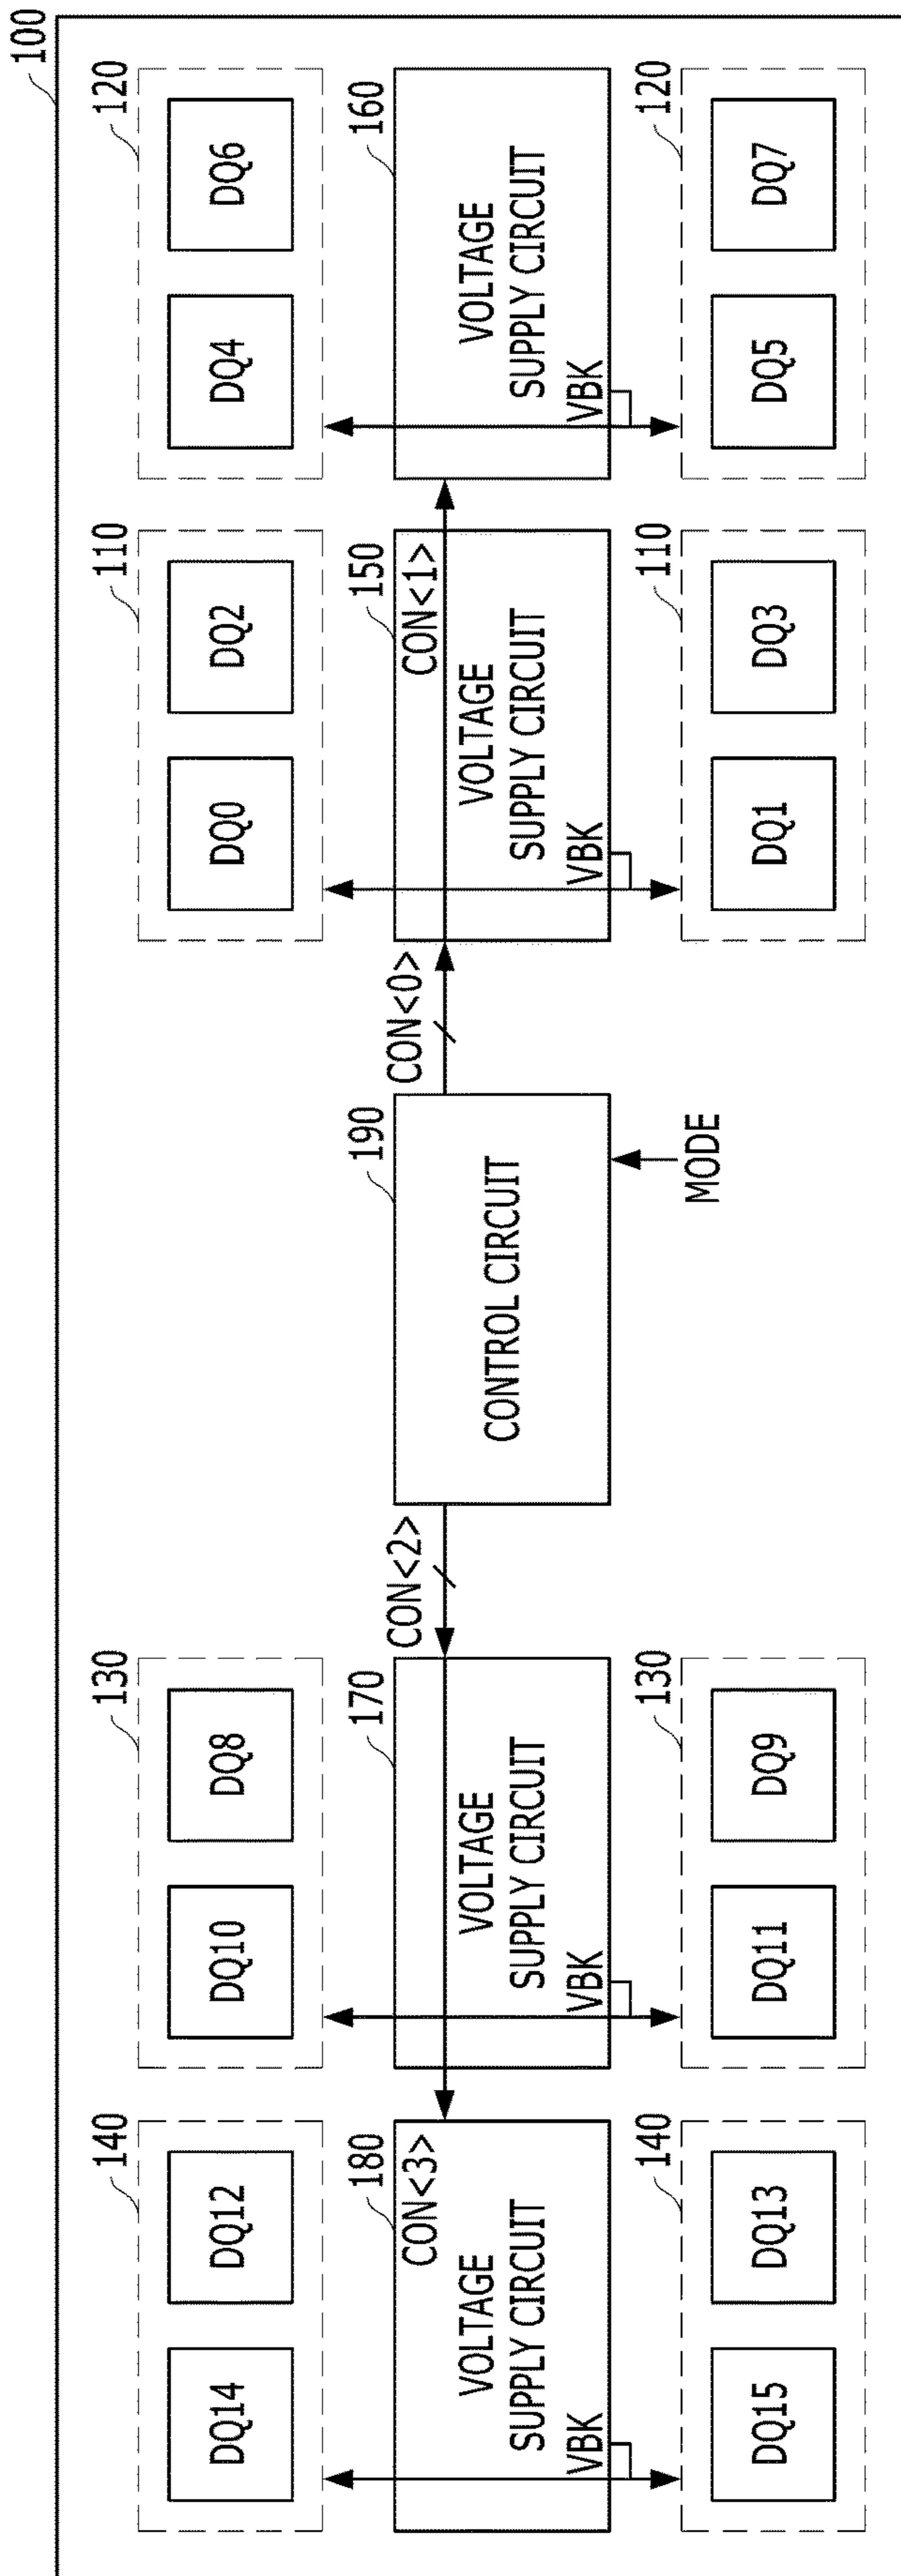 100
140 130 110 120
DQ14 DQ12 DQ10 DQ8 DQ0 DQ2 DQ4 DQ6
180 170 190 150 160
CON<3> CON<2> CON<0> CON<1>
VOLTAGE VOLTAGE VOLTAGE VOLTAGE
SUPPLY CIRCUIT SUPPLY CIRCUIT CONTROL CIRCUIT SUPPLY CIRCUIT SUPPLY CIRCUIT
VBK VBK VBK VBK
140 130 MODE 110 120
DQ15 DQ13 DQ11 DQ9 DQ1 DQ3 DQ5 DQ7